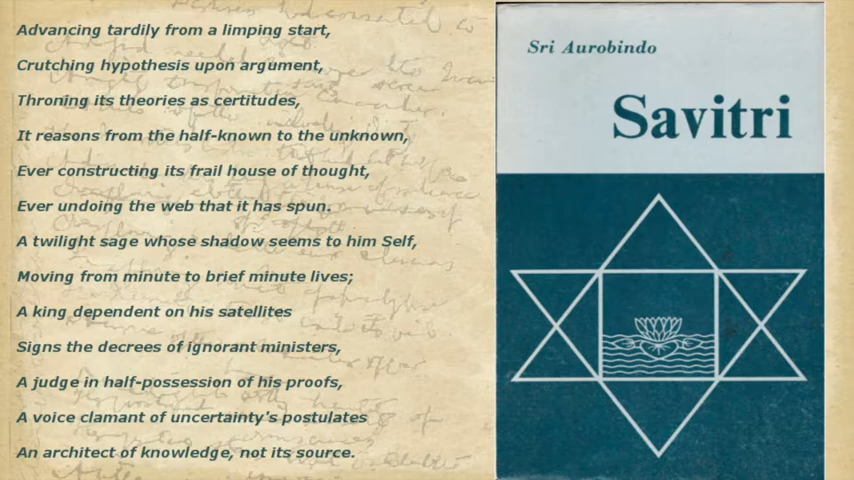 Advancing tardily from a limping start,
Crutching hypothesis upon argument,
Throning its theories as certitudes,
It reasons from the half-known to the unknown,
Ever constructing its frail house of thought,
Ever undoing the web that it has spun.
A twilight sage whose shadow seems to him Self,
Moving from minute to brief minute lives;
A king dependent on his satellites
Signs the decrees of ignorant ministers,
A judge in half-possession of his proofs,
A voice clamant of uncertainty's postulates
An architect of knowledge, not its source.
Sri Aurobindo
Savitri